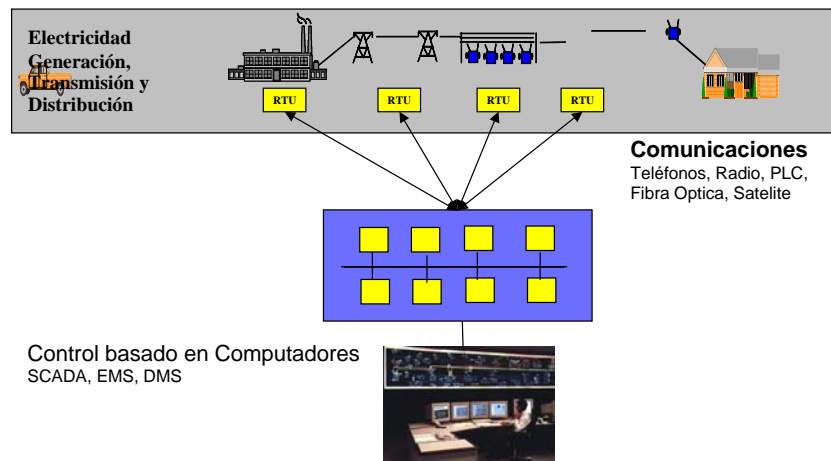 Electricidad
Generación,
Transmisión y
Distribución
RTU
RTU
RTU
RTU
Comunicaciones
Teléfonos, Radio, PLC,
Fibra Optica, Satelite
Control basado en Computadores
SCADA, EMS, DMS